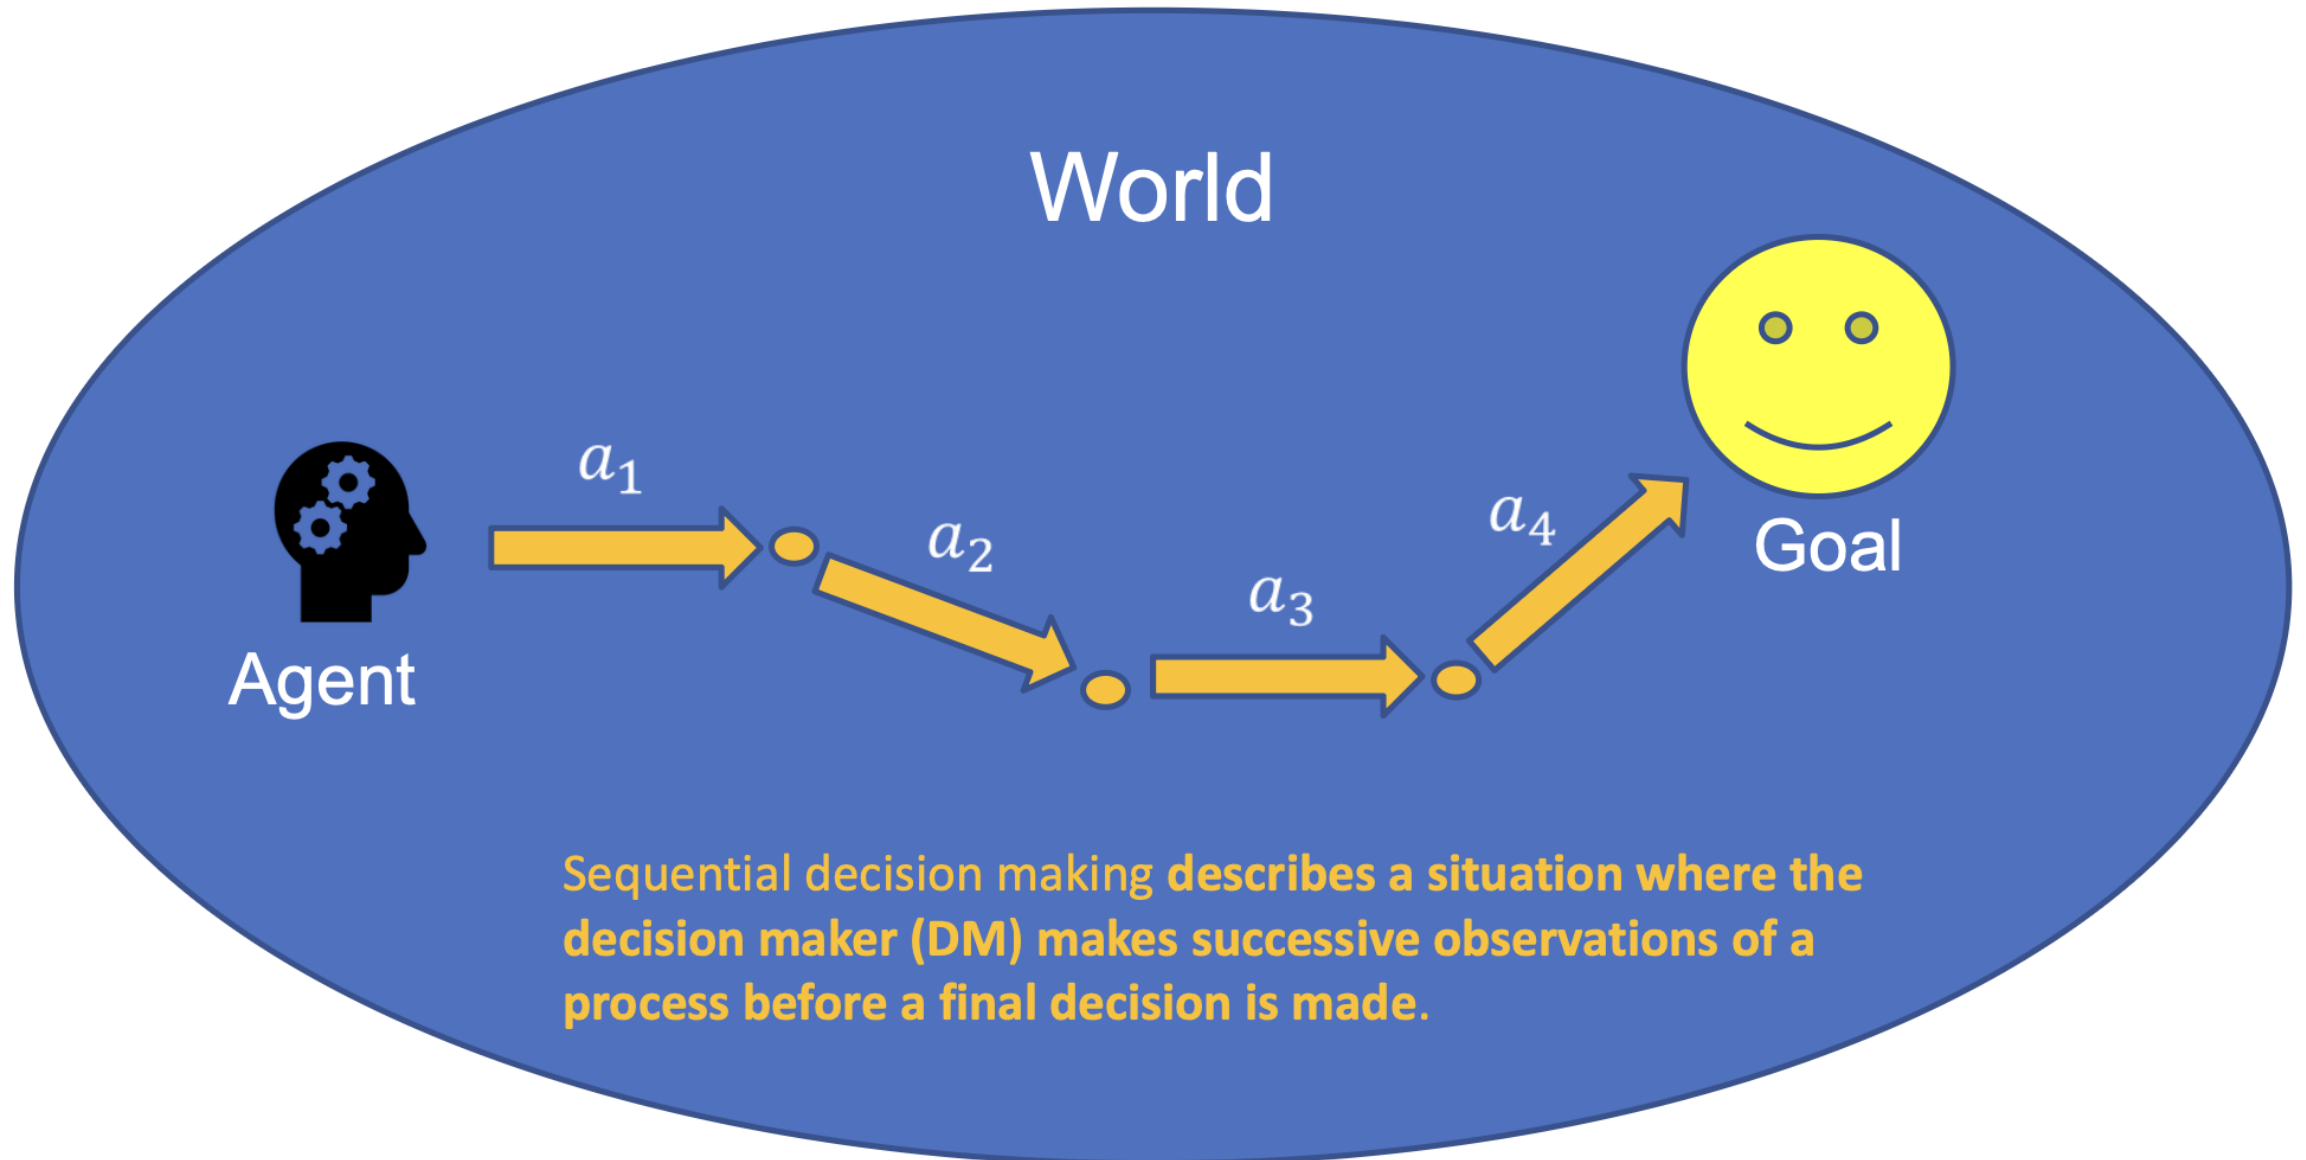 World
a₁
a₂
a₃
a₄
Goal
Agent
Sequential decision making describes a situation where the
decision maker (DM) makes successive observations of a
process before a final decision is made.